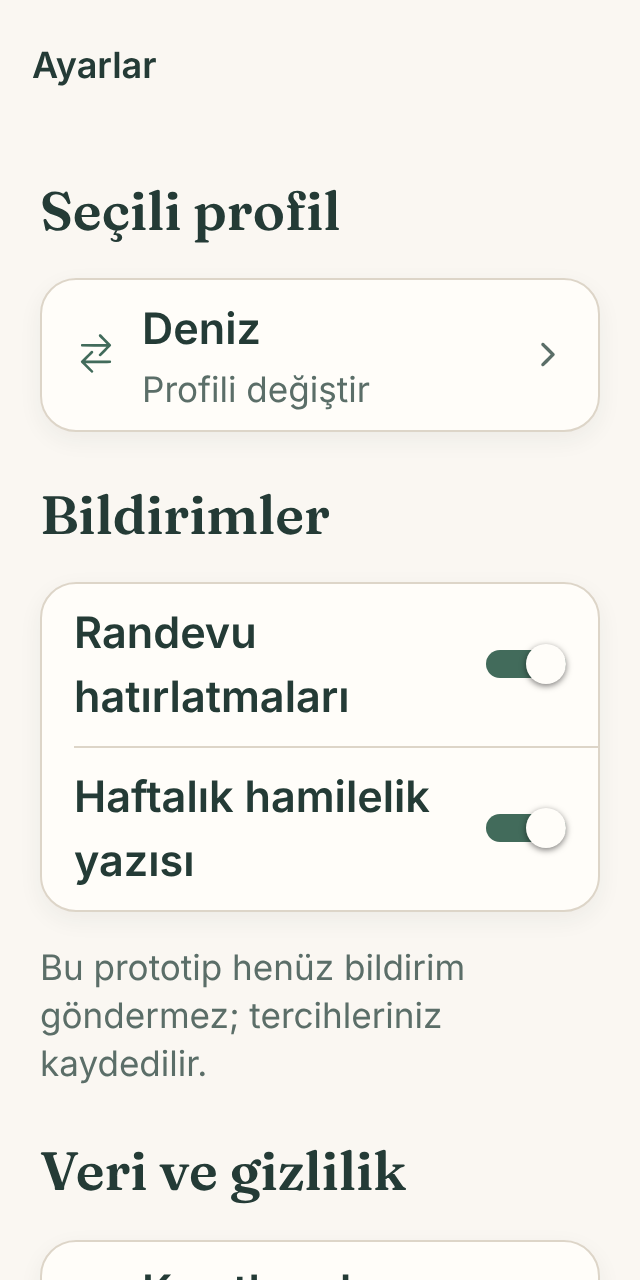 Ayarlar
Seçili profil
Deniz
Profili değiştir
Bildirimler
Randevu
hatırlatmaları
Haftalık hamilelik
yazısı
Bu prototip henüz bildirim
göndermez; tercihleriniz
kaydedilir.
Veri ve gizlilik